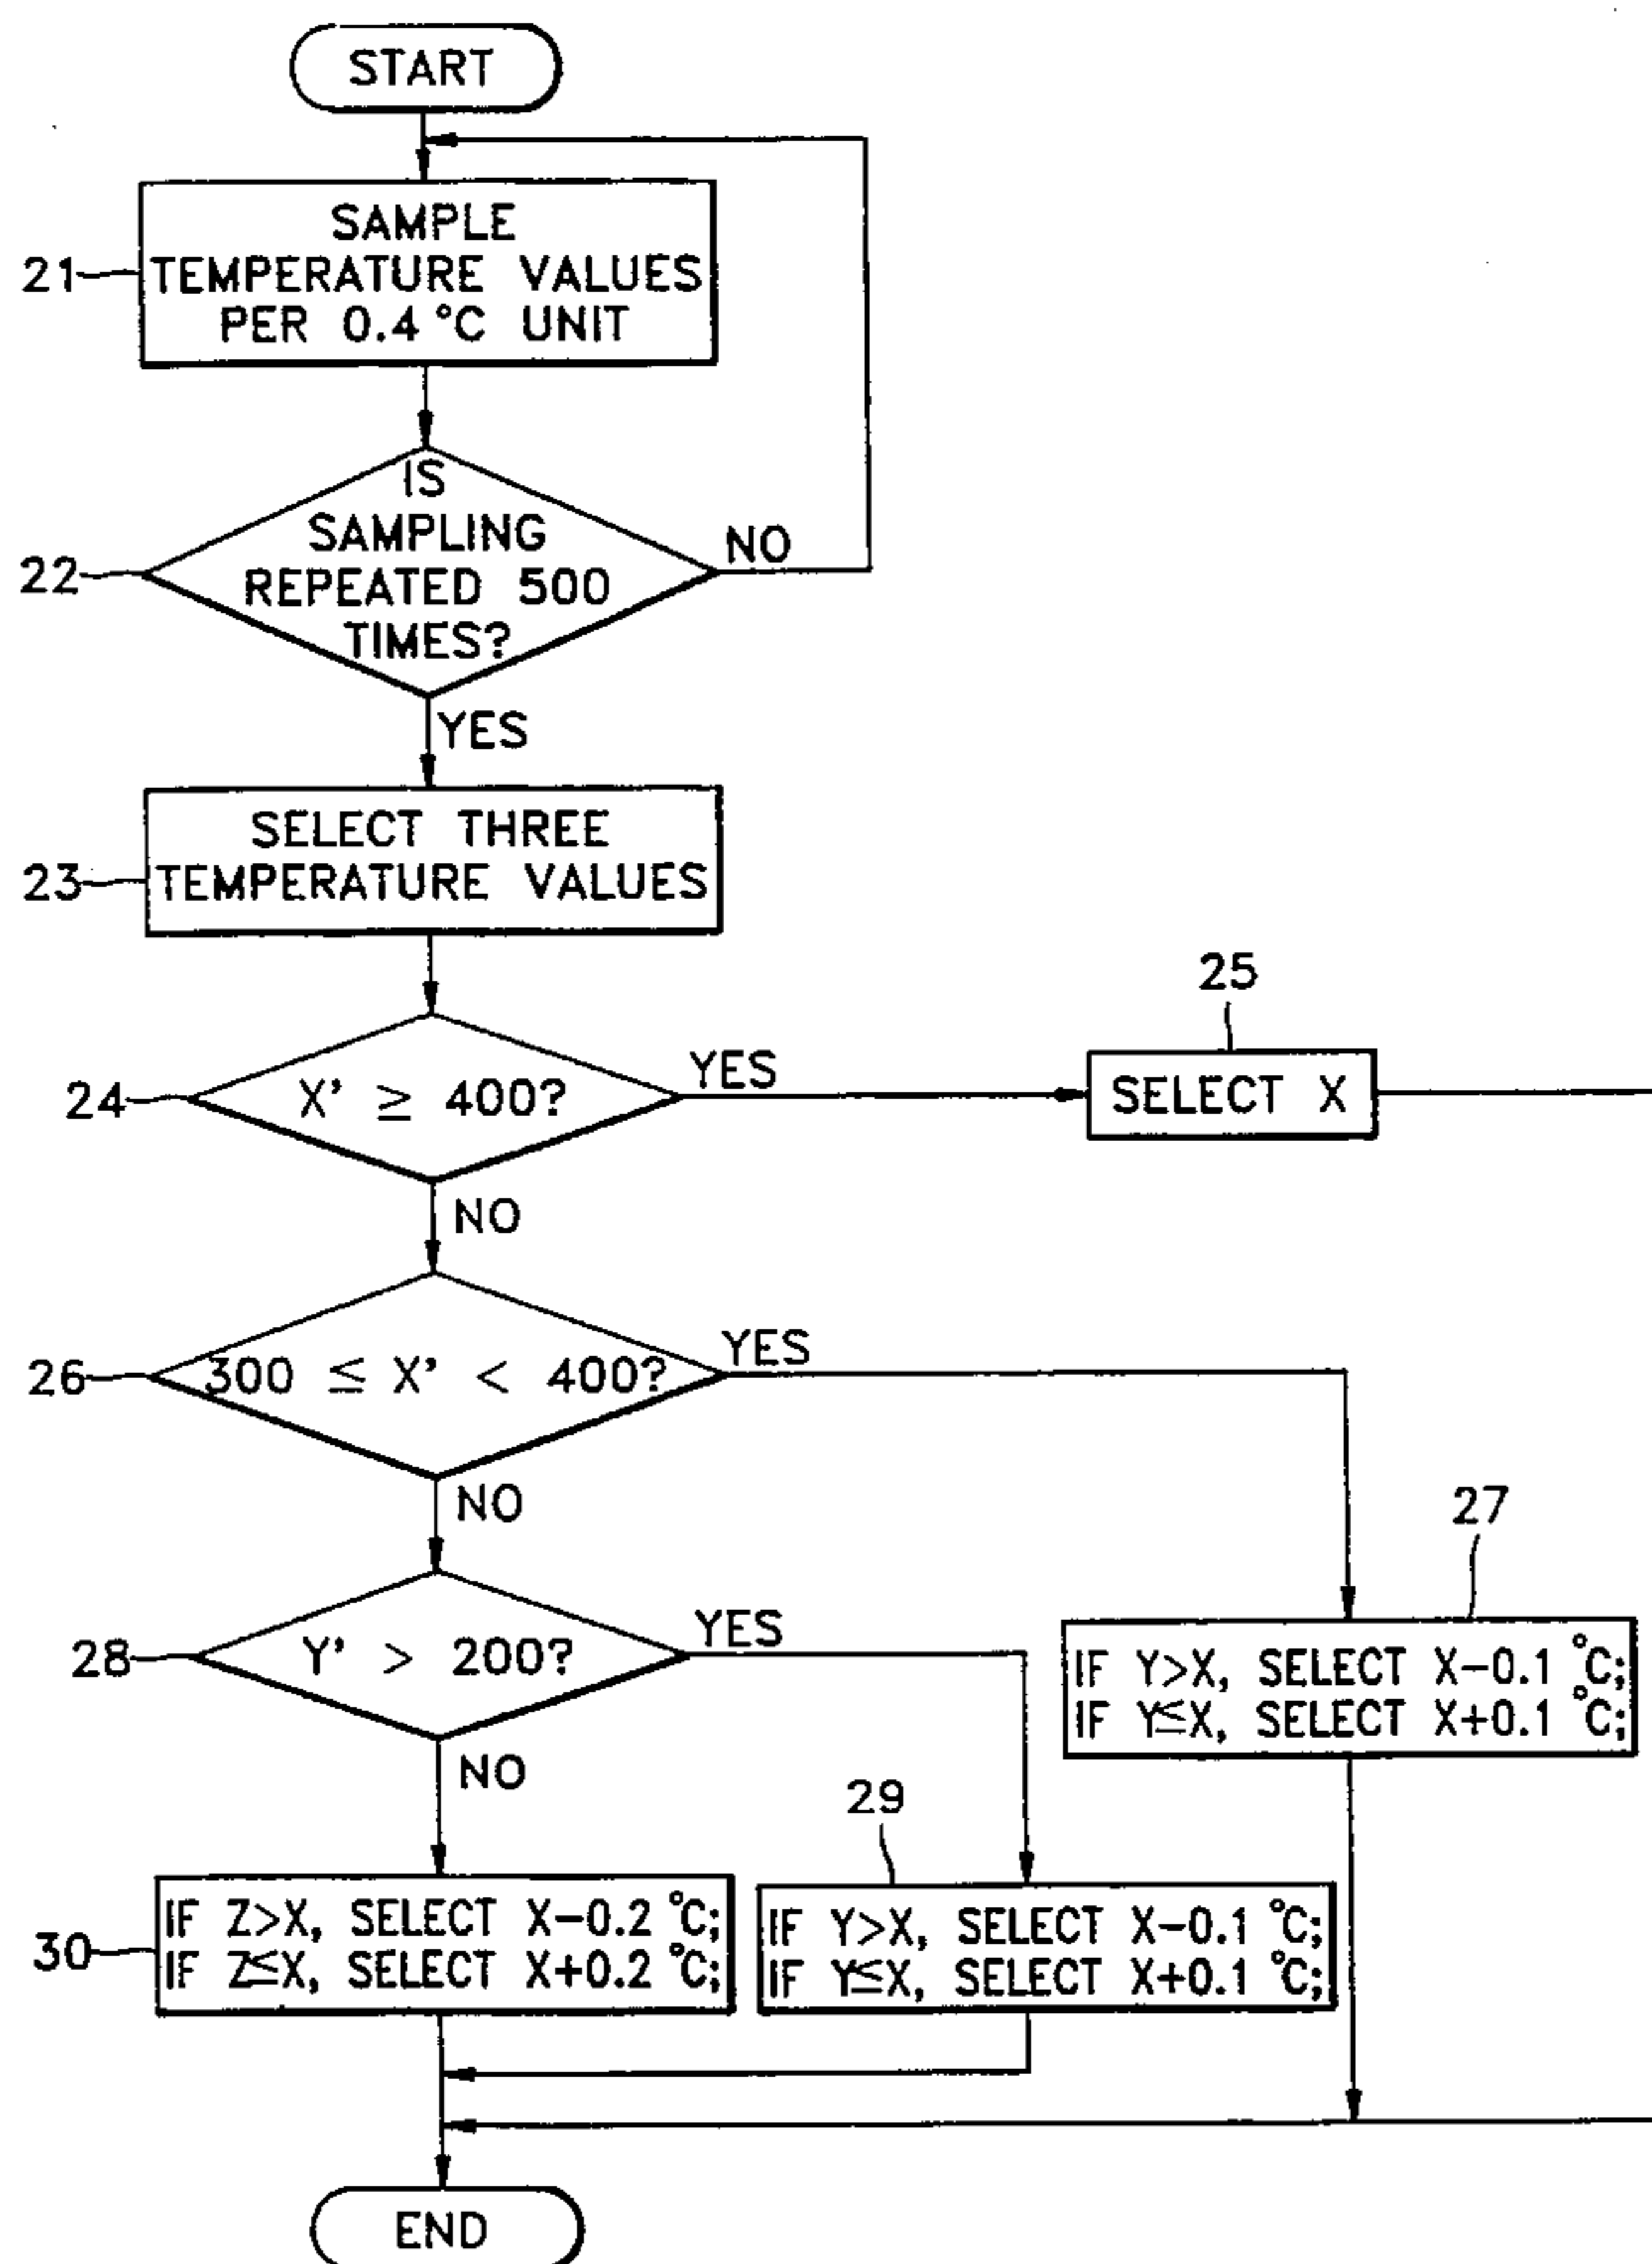 START
21
SAMPLE
TEMPERATURE VALUES
PER 0.4 °C UNIT
22
IS
SAMPLING
REPEATED 500
TIMES?
NO
YES
23
SELECT THREE
TEMPERATURE VALUES
24
X' ≥ 400?
YES
25
SELECT X
NO
26
300 ≤ X' < 400?
YES
NO
27
IF Y>X, SELECT X-0.1 °C;
IF Y≤X, SELECT X+0.1 °C;
28
Y' > 200?
YES
NO
29
IF Y>X, SELECT X-0.1 °C;
IF Y≤X, SELECT X+0.1 °C;
30
IF Z>X, SELECT X-0.2 °C;
IF Z≤X, SELECT X+0.2 °C;
END